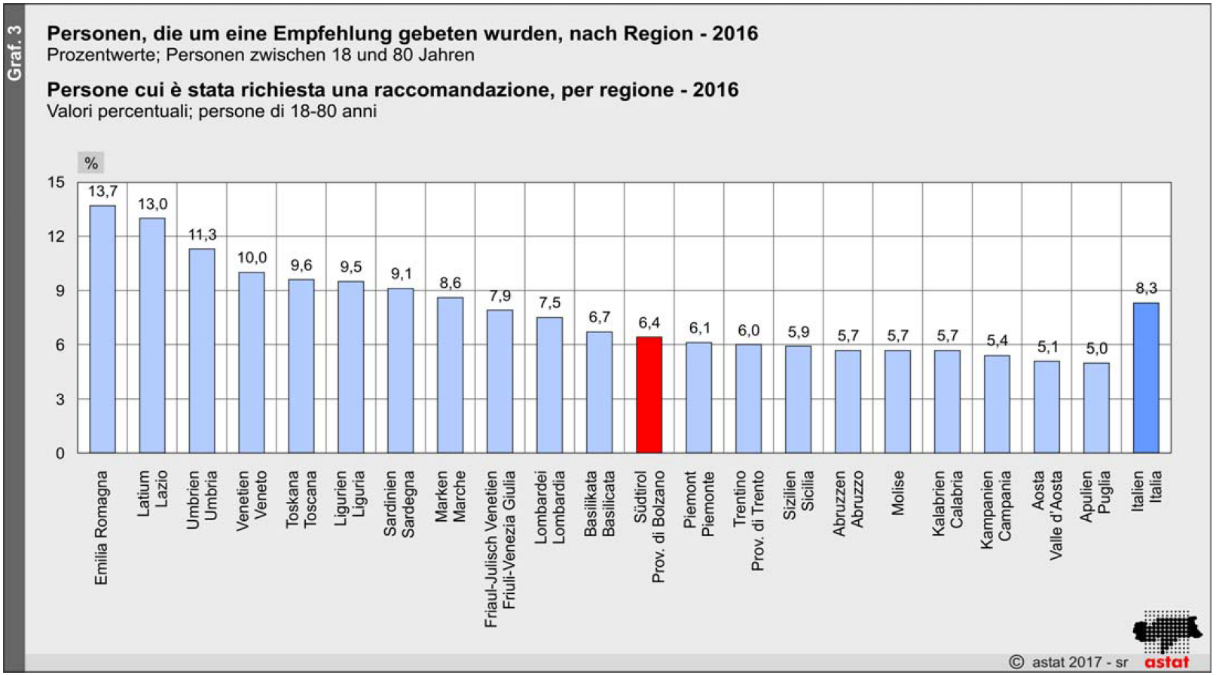 Graf. 3
Personen, die um eine Empfehlung gebeten wurden, nach Region - 2016
Prozentwerte; Personen zwischen 18 und 80 Jahren
Persone cui è stata richiesta una raccomandazione, per regione - 2016
Valori percentuali; persone di 18-80 anni
%
15
12
9
6
3
0
13,7
13,0
11,3
10,0
9,6
9,5
9,1
8,6
7,9
7,5
6,7
6,4
6,1
6,0
5,9
5,7
5,7
5,7
5,4
5,1
5,0
8,3
Emilia Romagna
Latium
Lazio
Umbrien
Umbria
Venetien
Veneto
Toskana
Toscana
Ligurien
Liguria
Sardinien
Sardegna
Marken
Marche
Friaul-Julisch Venetien
Friuli-Venezia Giulia
Lombardei
Lombardia
Basilikata
Basilicata
Südtirol
Prov. di Bolzano
Piemont
Piemonte
Trentino
Prov. di Trento
Sizilien
Sicilia
Abruzzen
Abruzzo
Molise
Kalabrien
Calabria
Kampanien
Campania
Aosta
Valle d'Aosta
Apulien
Puglia
Italien
Italia
© astat 2017 - sr
astat